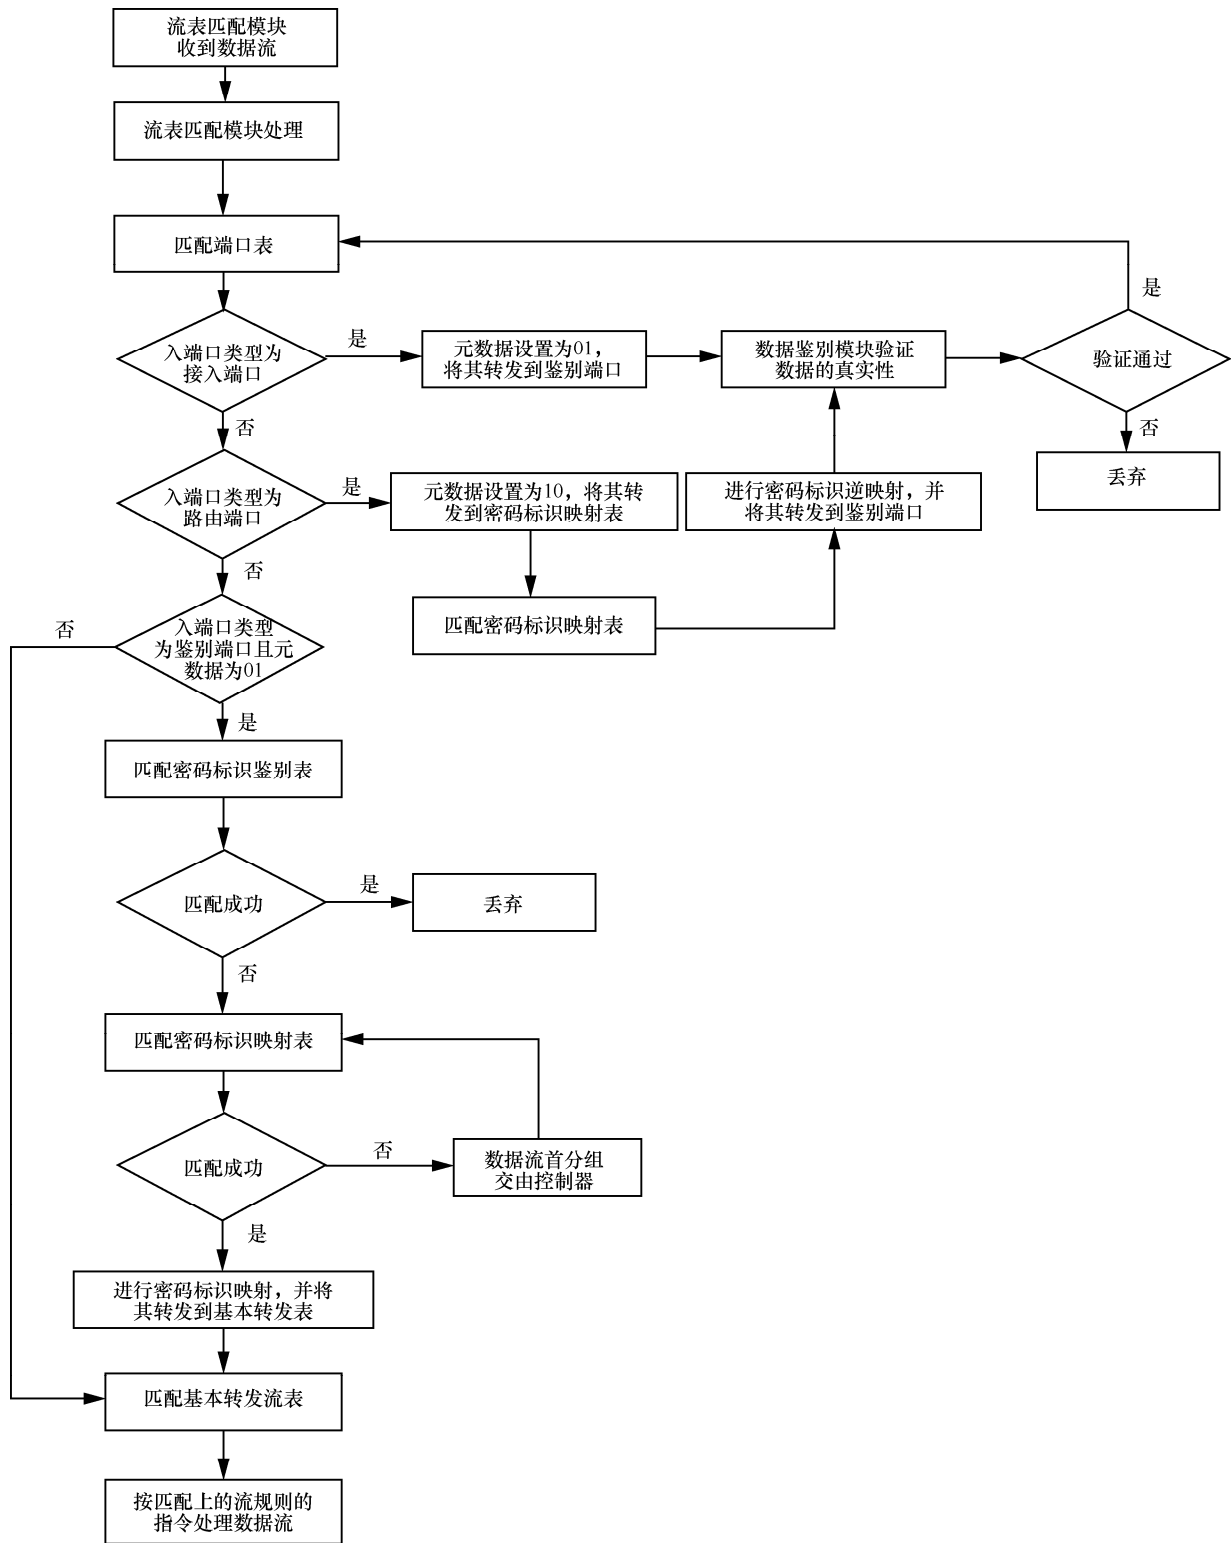 流表匹配模块
收到数据流
流表匹配模块处理
匹配端口表
是
入端口类型为
接入端口
是
元数据设置为01,
将其转发到鉴别端口
数据鉴别模块验证
数据的真实性
验证通过
否
否
丢弃
入端口类型为
路由端口
是
元数据设置为10，将其转
发到密码标识映射表
进行密码标识逆映射，并
将其转发到鉴别端口
否
匹配密码标识映射表
否
入端口类型
为鉴别端口且元
数据为01
是
匹配密码标识鉴别表
匹配成功
是
丢弃
否
匹配密码标识映射表
匹配成功
否
数据流首分组
交由控制器
是
进行密码标识映射，并将
其转发到基本转发表
匹配基本转发流表
按匹配上的流规则的
指令处理数据流